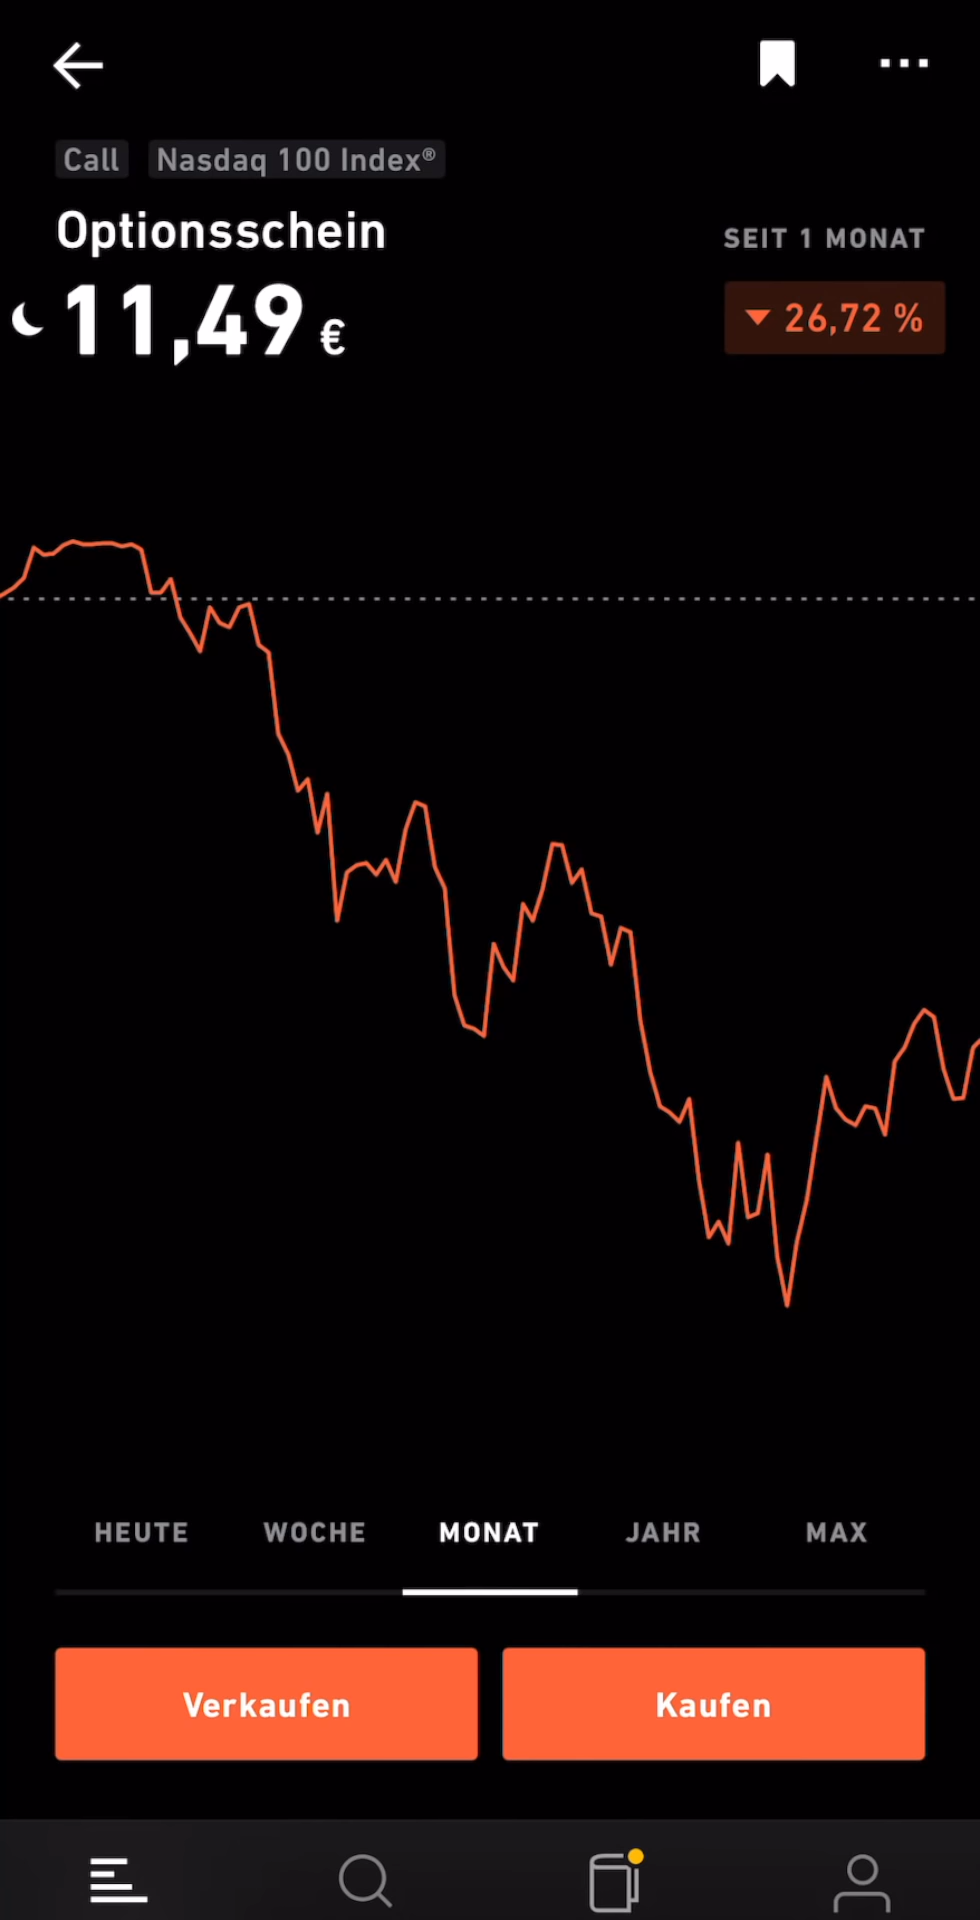 Call Nasdaq 100 Index®
Optionsschein
SEIT 1 MONAT
11,49 €
26,72 %
HEUTE WOCHE MONAT JAHR MAX
Verkaufen Kaufen